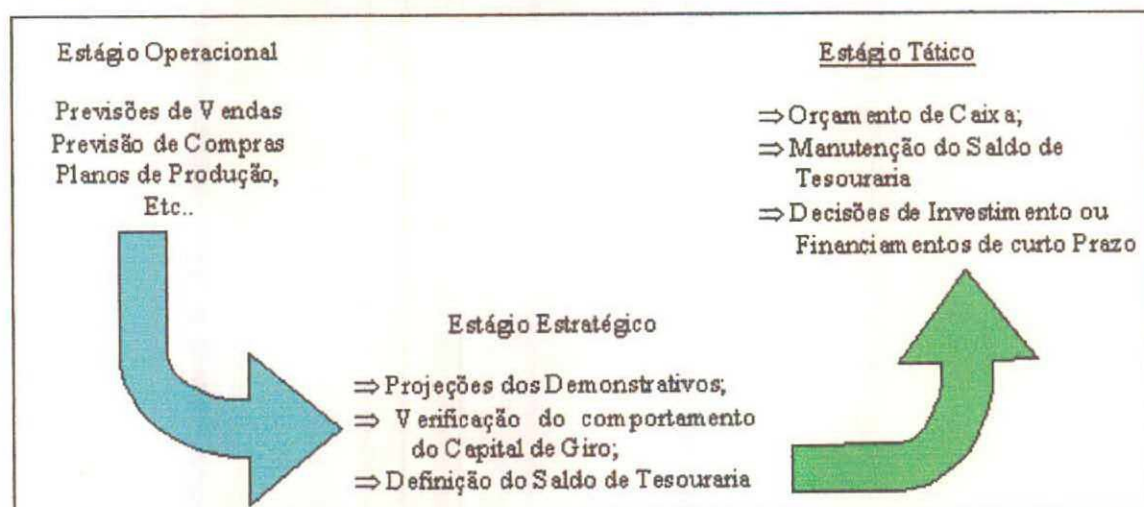 Estágio Operacional
Previsões de Vendas
Previsão de Compras
Planos de Produção,
Etc..
Estágio Estratégico
⇒ Projeções dos Demonstrativos;
⇒ Verificação do comportamento
do Capital de Giro;
⇒ Definição do Saldo de Tesouraria
Estágio Tático
⇒ Orçamento de Caixa;
⇒ Manutenção do Saldo de
Tesouraria
⇒ Decisões de Investimento ou
Financiamentos de curto Prazo